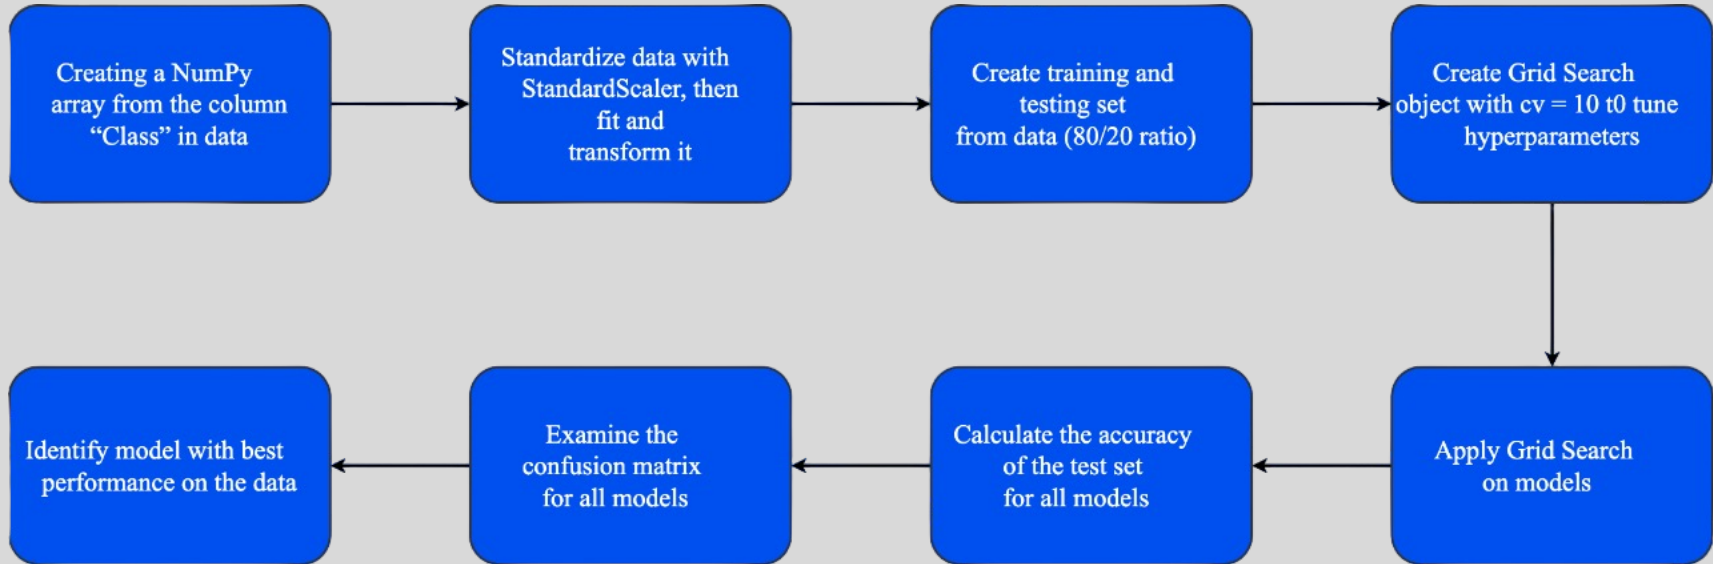 Creating a NumPy
array from the column
“Class” in data
Standardize data with
StandardScaler, then
fit and
transform it
Create training and
testing set
from data (80/20 ratio)
Create Grid Search
object with cv = 10 t0 tune
hyperparameters
Apply Grid Search
on models
Calculate the accuracy
of the test set
for all models
Examine the
confusion matrix
for all models
Identify model with best
performance on the data